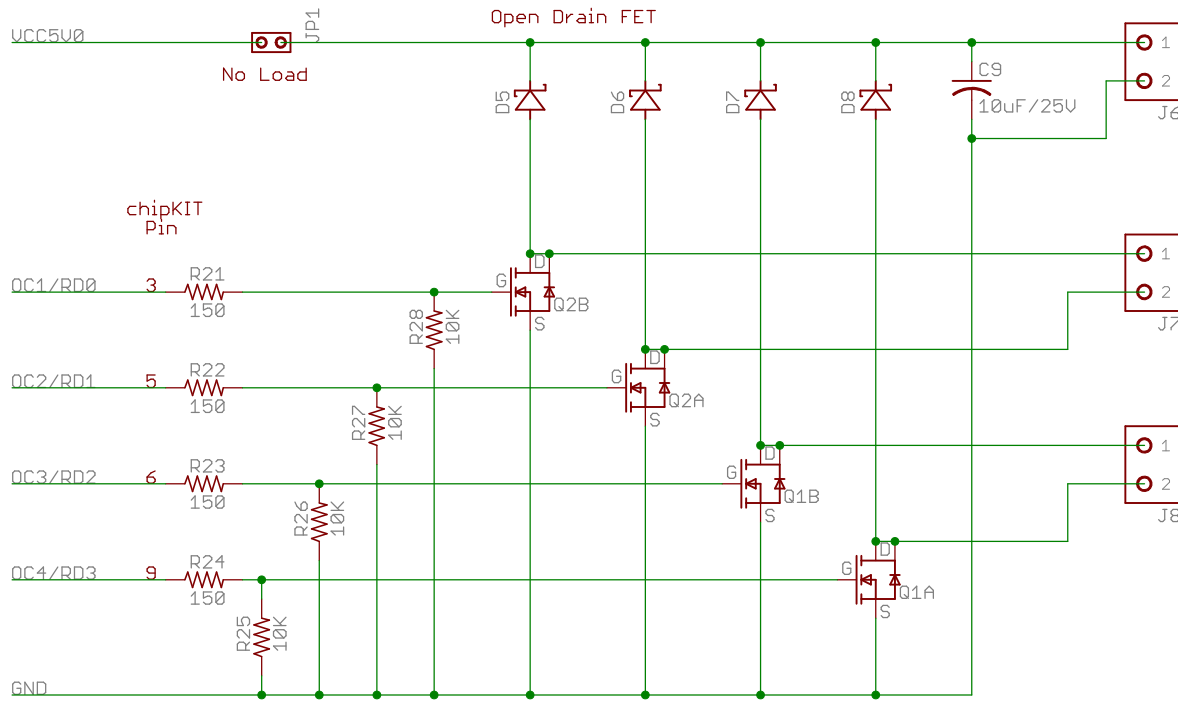 Open Drain FET
VCC5V0
JP1
No Load
D5
D6
D7
D8
C9
10uF/25V
1
2
J6
chipKIT
Pin
OC1/RD0
3
R21
150
R28
10K
G
D
S
Q2B
1
2
J7
OC2/RD1
5
R22
150
R27
10K
G
D
S
Q2A
OC3/RD2
6
R23
150
R26
10K
G
D
S
Q1B
1
2
J8
OC4/RD3
9
R24
150
R25
10K
G
D
S
Q1A
GND